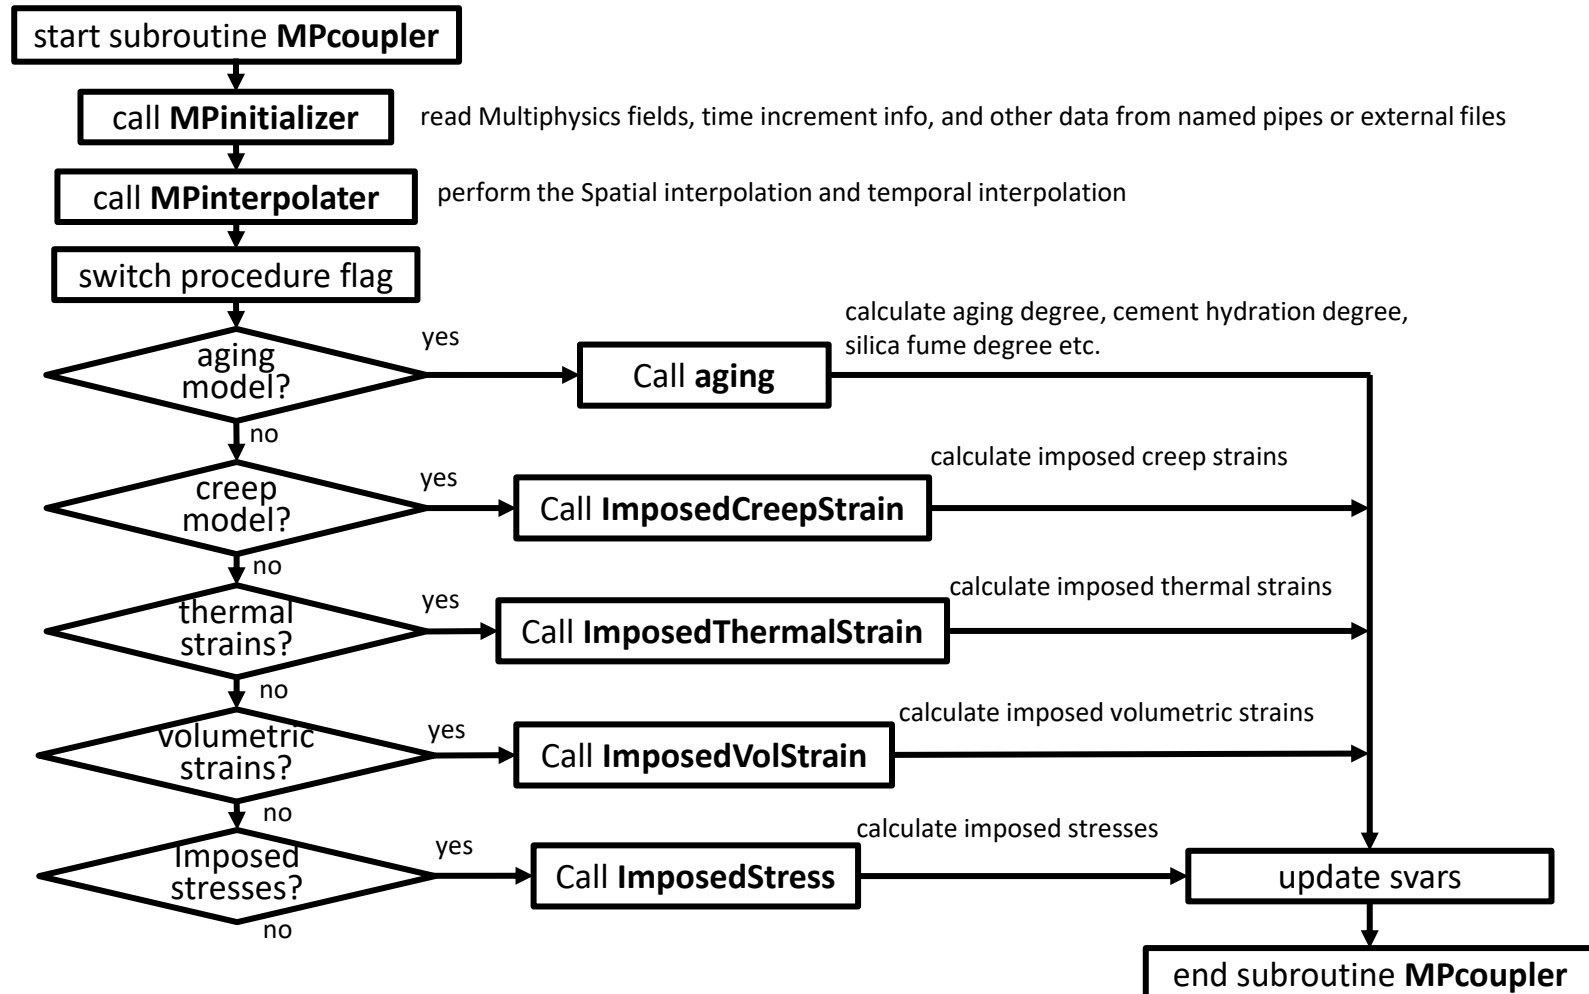 start subroutine MPcoupler
call MPinitializer
read Multiphysics fields, time increment info, and other data from named pipes or external files
call MPinterpolater
perform the Spatial interpolation and temporal interpolation
switch procedure flag
aging
model?
yes
no
Call aging
calculate aging degree, cement hydration degree,
silica fume degree etc.
creep
model?
yes
no
Call ImposedCreepStrain
calculate imposed creep strains
thermal
strains?
yes
no
Call ImposedThermalStrain
calculate imposed thermal strains
volumetric
strains?
yes
no
Call ImposedVolStrain
calculate imposed volumetric strains
Imposed
stresses?
yes
no
Call ImposedStress
calculate imposed stresses
update svars
end subroutine MPcoupler